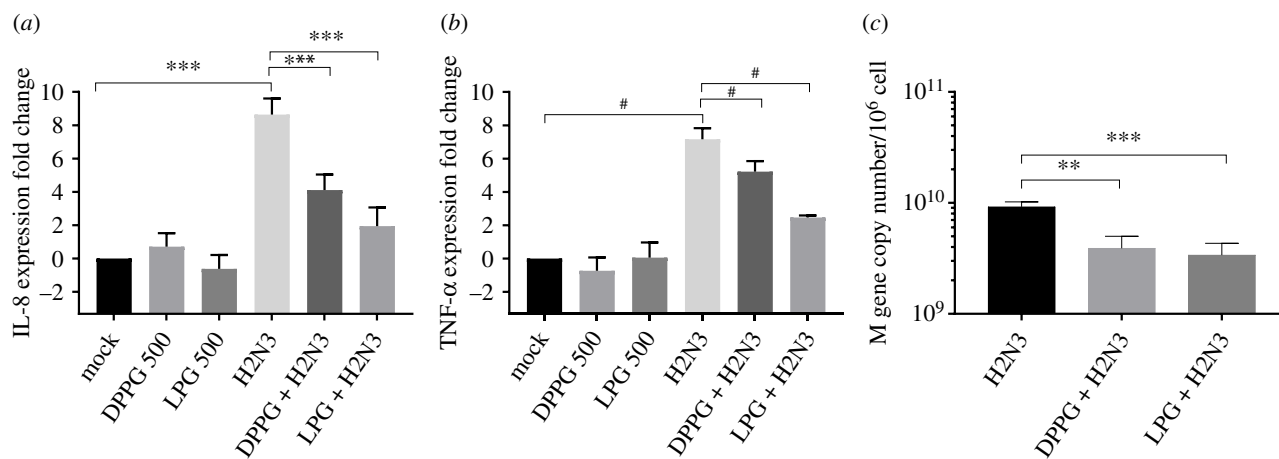 (a)
IL-8 expression fold change
10
8
6
4
2
0
−2
***
***
***
mock
DPPG 500
LPG 500
H2N3
DPPG + H2N3
LPG + H2N3
(b)
TNF-α expression fold change
10
8
6
4
2
0
−2
#
#
#
mock
DPPG 500
LPG 500
H2N3
DPPG + H2N3
LPG + H2N3
(c)
M gene copy number/10⁶ cell
10¹¹
10¹⁰
10⁹
***
**
H2N3
DPPG + H2N3
LPG + H2N3